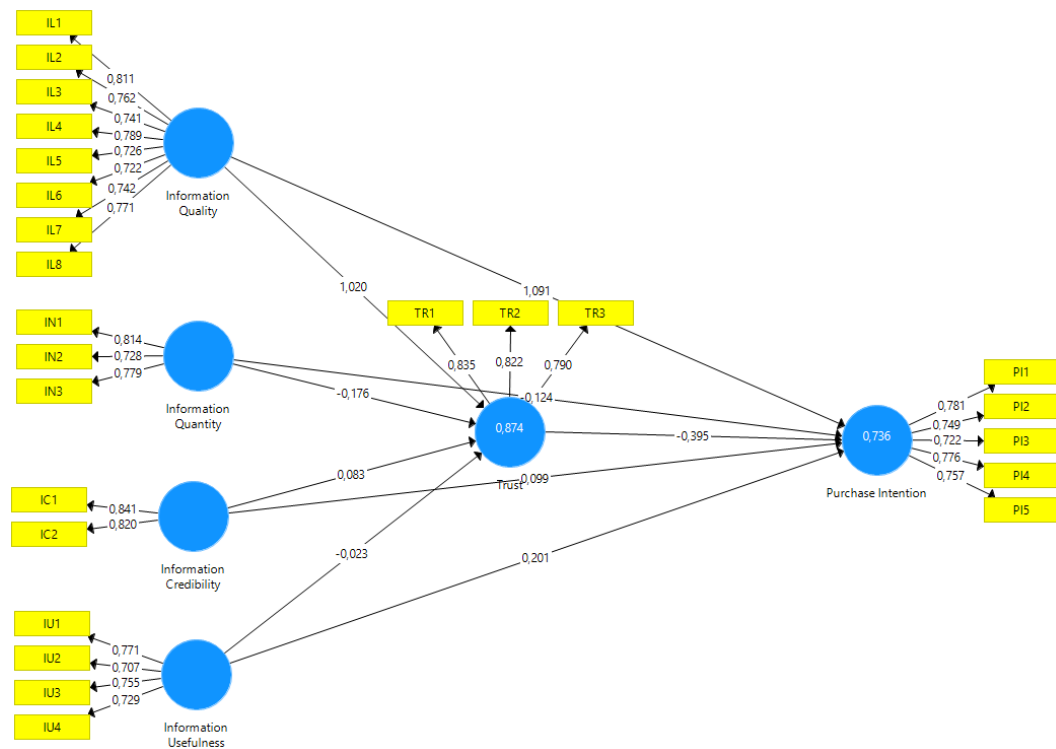 IL1
IL2
IL3
IL4
IL5
IL6
IL7
IL8
0,811
0,762
0,741
0,789
0,726
0,722
0,742
0,771
Information
Quality
1,020
1,091
TR1
TR2
TR3
0,835
0,822
0,790
IN1
IN2
IN3
0,814
0,728
0,779
Information
Quantity
-0,176
-0,124
0,874
Trust
-0,395
0,736
Purchase Intention
PI1
PI2
PI3
PI4
PI5
0,781
0,749
0,722
0,776
0,757
IC1
IC2
0,841
0,820
Information
Credibility
0,083
0,099
-0,023
0,201
IU1
IU2
IU3
IU4
0,771
0,707
0,755
0,729
Information
Usefulness